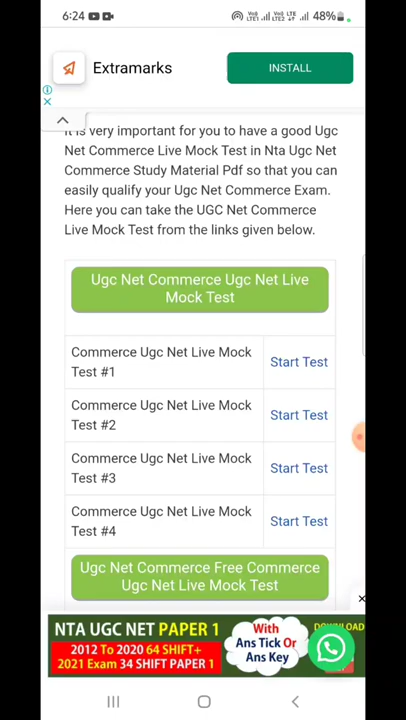 6:24
48%
Extramarks
INSTALL
It is very important for you to have a good Ugc
Net Commerce Live Mock Test in Nta Ugc Net
Commerce Study Material Pdf so that you can
easily qualify your Ugc Net Commerce Exam.
Here you can take the UGC Net Commerce
Live Mock Test from the links given below.
Ugc Net Commerce Ugc Net Live
Mock Test
Commerce Ugc Net Live Mock
Test #1
Start Test
Commerce Ugc Net Live Mock
Test #2
Start Test
Commerce Ugc Net Live Mock
Test #3
Start Test
Commerce Ugc Net Live Mock
Test #4
Start Test
Ugc Net Commerce Free Commerce
Ugc Net Live Mock Test
NTA UGC NET PAPER 1
2012 To 2020 64 SHIFT+
2021 Exam 34 SHIFT PAPER 1
With
Ans Tick Or
Ans Key
DOWNLOAD